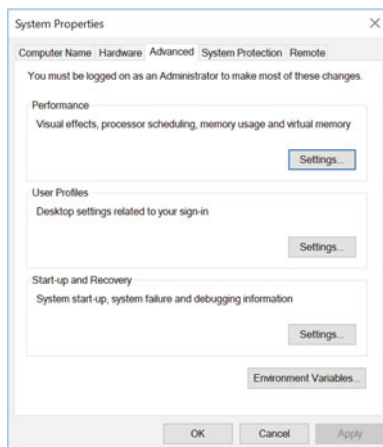 System Properties
Computer Name Hardware Advanced System Protection Remote
You must be logged on as an Administrator to make most of these changes.
Performance
Visual effects, processor scheduling, memory usage and virtual memory
Settings...
User Profiles
Desktop settings related to your sign-in
Settings...
Start-up and Recovery
System start-up, system failure and debugging information
Settings...
Environment Variables...
OK Cancel Apply